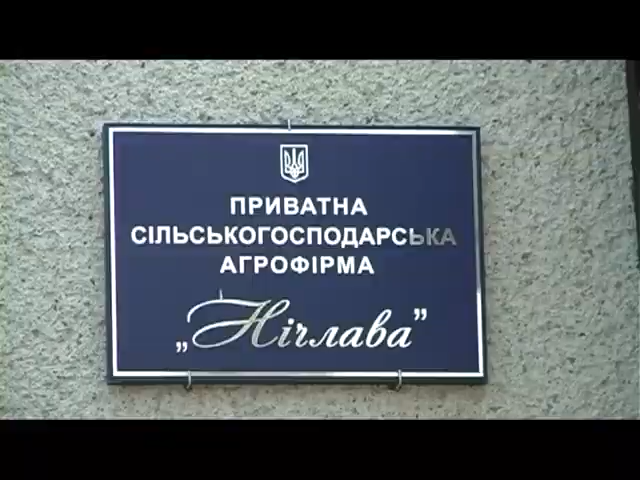 ПРИВАТНА
СІЛЬСЬКОГОСПОДАРСЬКА
АГРОФІРМА
„Нічлава”